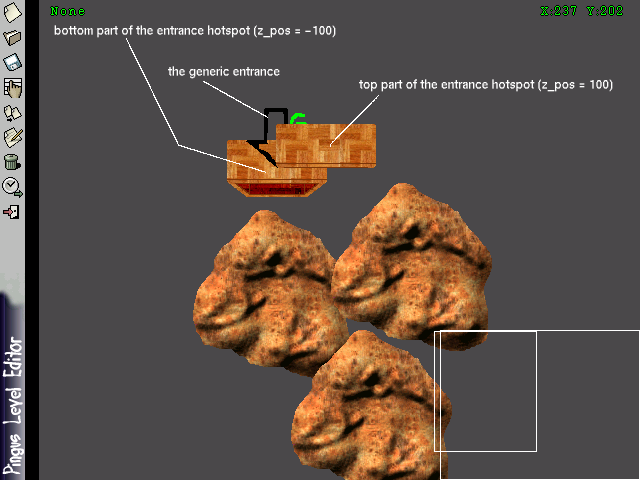 None
X:237 Y:202
bottom part of the entrance hotspot (z_pos = -100)
the generic entrance
top part of the entrance hotspot (z_pos = 100)
Pingus Level Editor